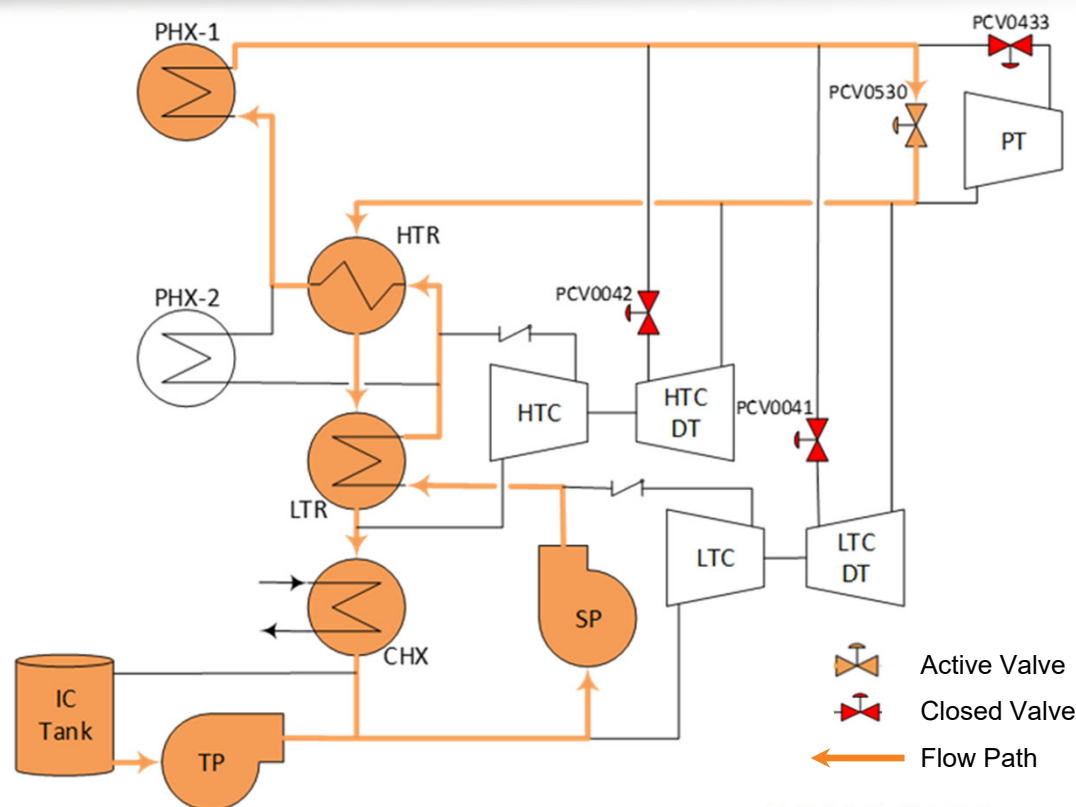 PHX-1
PCV0433
PCV0530
PT
HTR
PHX-2
PCV0042
HTC
HTC
DT
PCV0041
LTR
LTC
LTC
DT
SP
CHX
IC
Tank
TP
Active Valve
Closed Valve
Flow Path